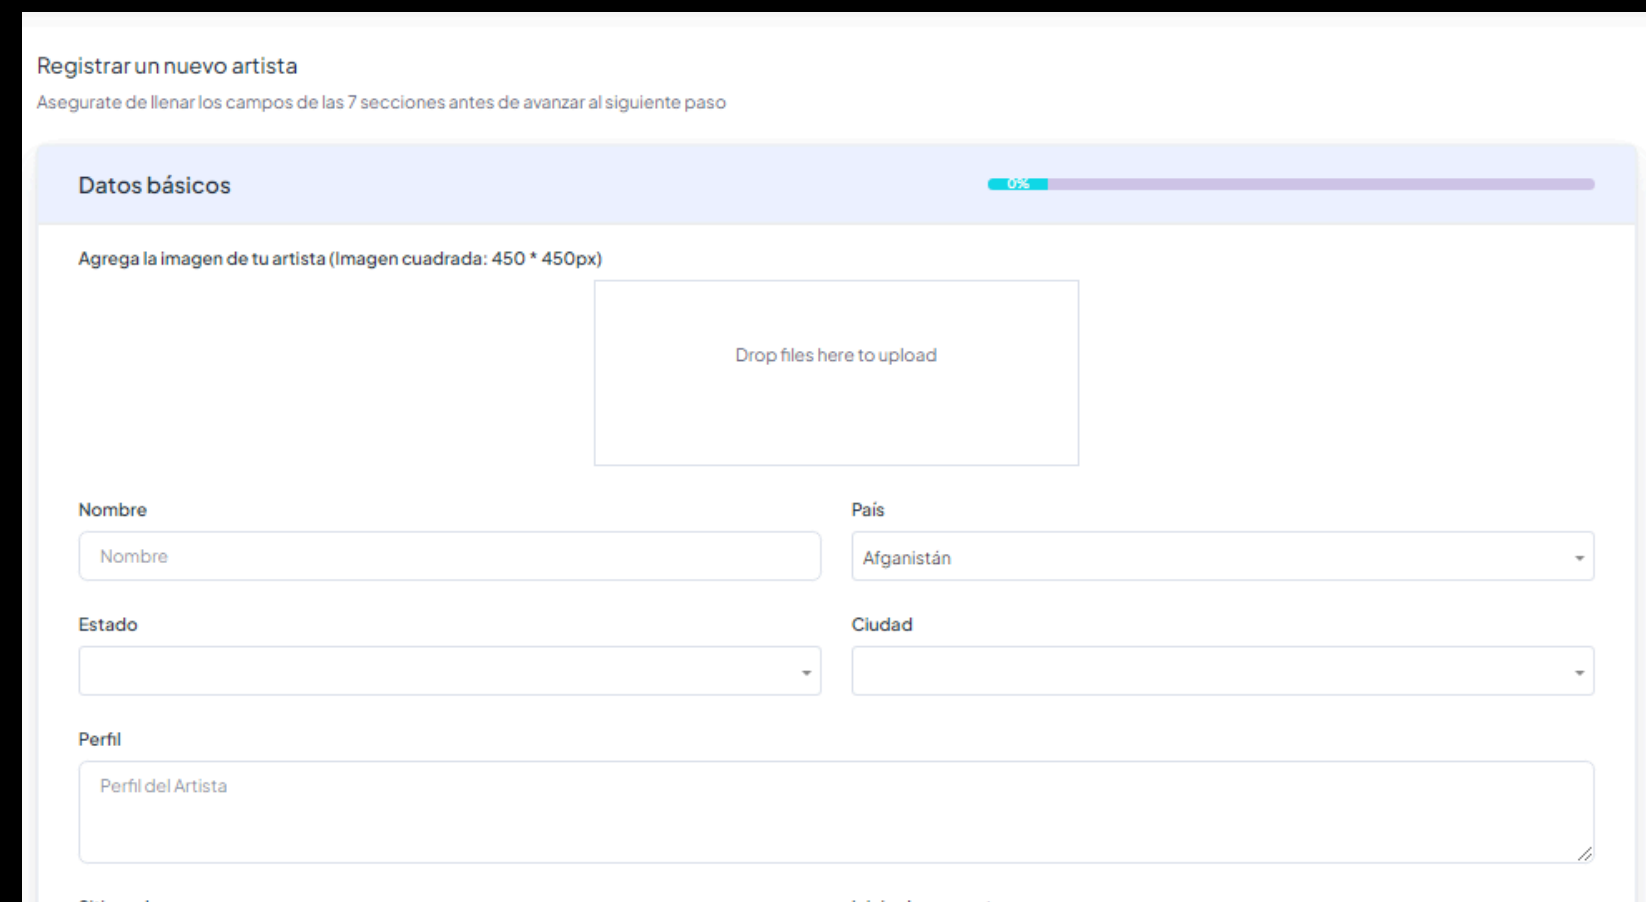 Registrar un nuevo artista
Asegurate de llenar los campos de las 7 secciones antes de avanzar al siguiente paso
Datos básicos
0%
Agrega la imagen de tu artista (Imagen cuadrada: 450 * 450px)
Drop files here to upload
Nombre
País
Nombre
Afganistán
Estado
Ciudad
Perfil
Perfil del Artista